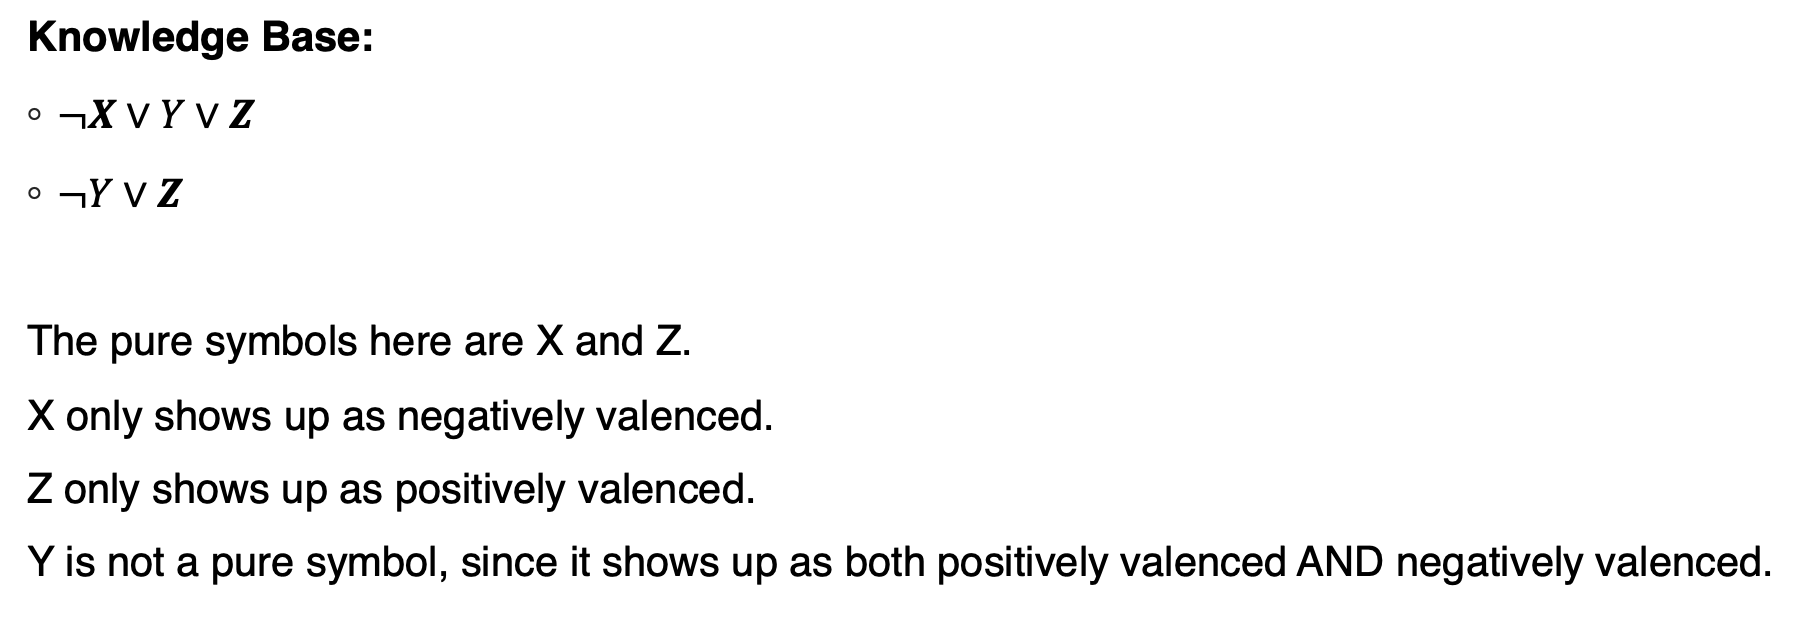 Knowledge Base:
○ ¬X ∨ Y ∨ Z
○ ¬Y ∨ Z
The pure symbols here are X and Z.
X only shows up as negatively valenced.
Z only shows up as positively valenced.
Y is not a pure symbol, since it shows up as both positively valenced AND negatively valenced.